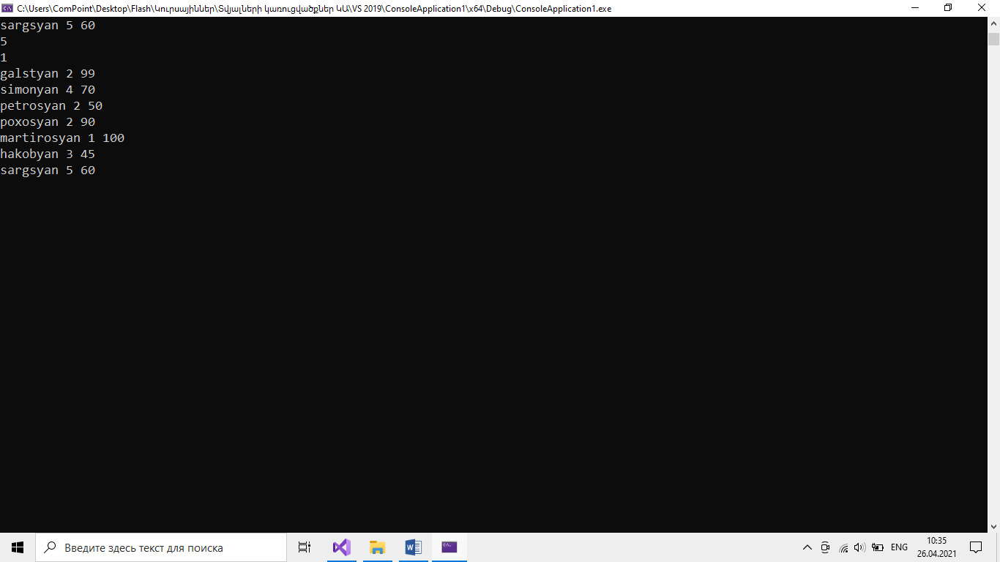 C:\Users\ComPoint\Desktop\Flash\Կուրսայիններ\Տվյալների կառուցվածքներ ԿԱ\VS 2019\ConsoleApplication1\x64\Debug\ConsoleApplication1.exe
sargsyan 5 60
5
1
galstyan 2 99
simonyan 4 70
petrosyan 2 50
poxosyan 2 90
martirosyan 1 100
hakobyan 3 45
sargsyan 5 60
Введите здесь текст для поиска
ENG
10:35
26.04.2021